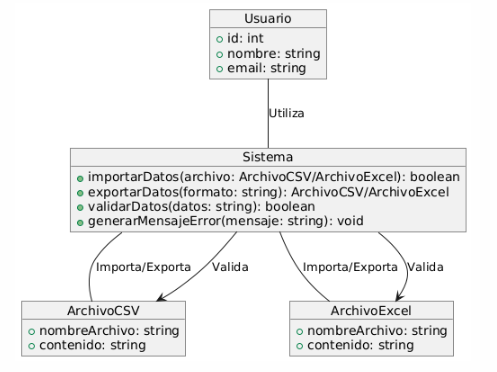 Usuario
id: int
nombre: string
email: string
Utiliza
Sistema
importarDatos(archivo: ArchivoCSV/ArchivoExcel): boolean
exportarDatos(formato: string): ArchivoCSV/ArchivoExcel
validarDatos(datos: string): boolean
generarMensajeError(mensaje: string): void
Importa/Exporta
Valida
Importa/Exporta
Valida
ArchivoCSV
nombreArchivo: string
contenido: string
ArchivoExcel
nombreArchivo: string
contenido: string